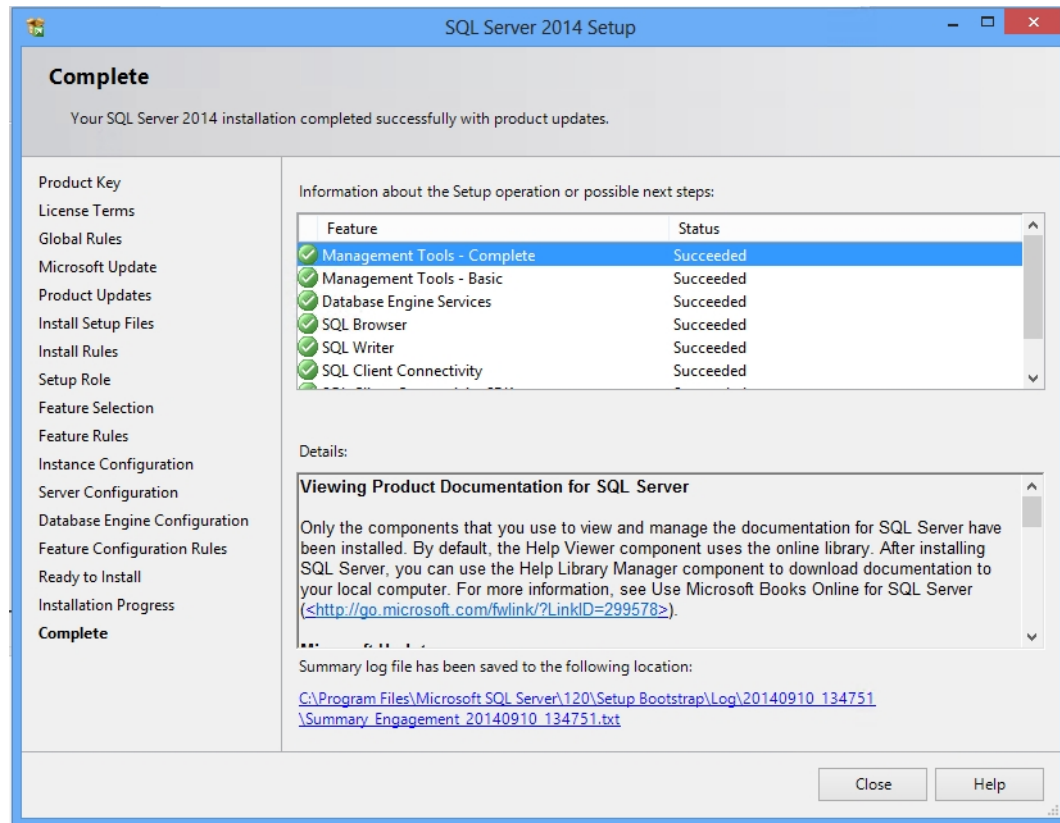 SQL Server 2014 Setup
Complete
Your SQL Server 2014 installation completed successfully with product updates.
Product Key
License Terms
Global Rules
Microsoft Update
Product Updates
Install Setup Files
Install Rules
Setup Role
Feature Selection
Feature Rules
Instance Configuration
Server Configuration
Database Engine Configuration
Feature Configuration Rules
Ready to Install
Installation Progress
Complete
Information about the Setup operation or possible next steps:
Feature Status
Management Tools - Complete Succeeded
Management Tools - Basic Succeeded
Database Engine Services Succeeded
SQL Browser Succeeded
SQL Writer Succeeded
SQL Client Connectivity Succeeded
Details:
Viewing Product Documentation for SQL Server
Only the components that you use to view and manage the documentation for SQL Server have
been installed. By default, the Help Viewer component uses the online library. After installing
SQL Server, you can use the Help Library Manager component to download documentation to
your local computer. For more information, see Use Microsoft Books Online for SQL Server
(<http://go.microsoft.com/fwlink/?LinkID=299578>).
Summary log file has been saved to the following location:
C:\Program Files\Microsoft SQL Server\120\Setup Bootstrap\Log\20140910_134751
\Summary_Engagement_20140910_134751.txt
Close
Help